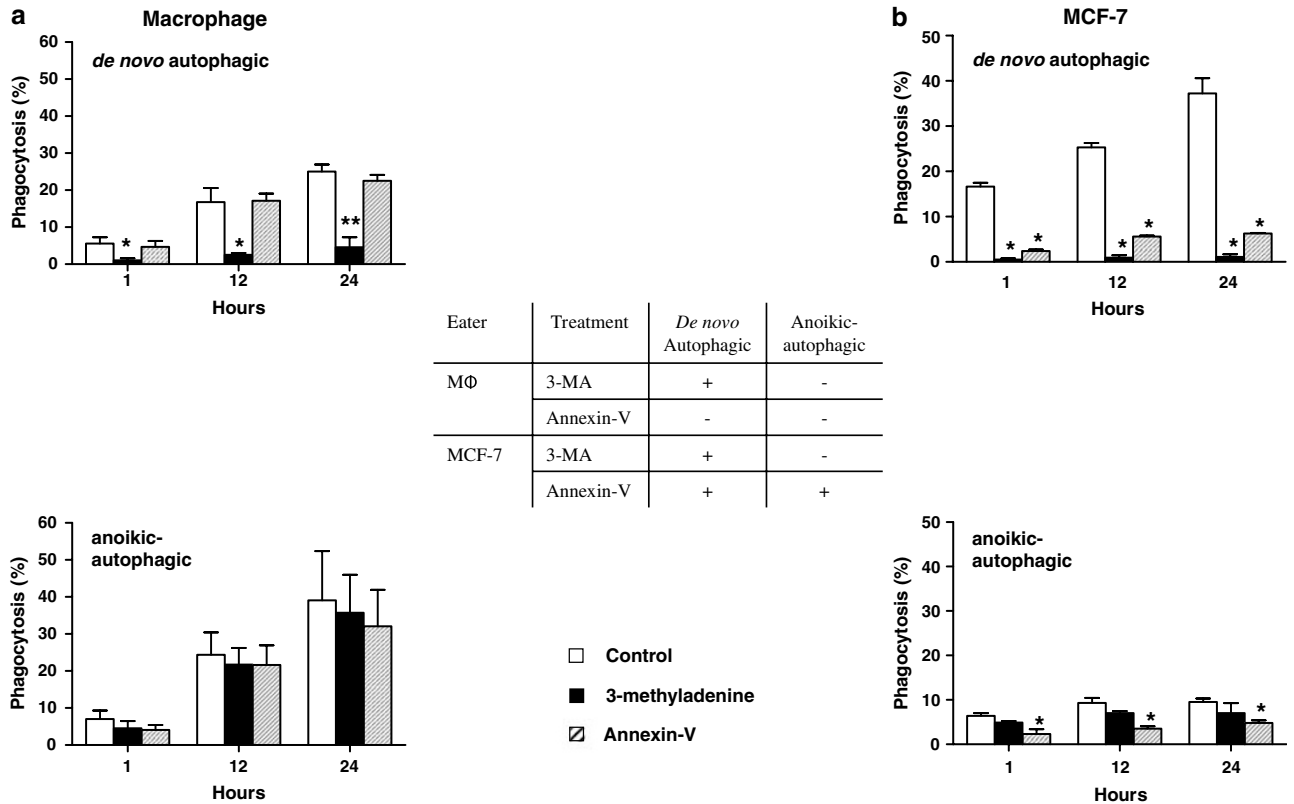 a
Macrophage
de novo autophagic
Phagocytosis (%)
60
50
40
30
20
10
0
* * **
1 12 24
Hours
b
MCF-7
de novo autophagic
Phagocytosis (%)
50
40
30
20
10
0
* * * * * *
1 12 24
Hours
Eater Treatment De novo Anoikic-
Autophagic autophagic
MΦ 3-MA + -
Annexin-V - -
MCF-7 3-MA + -
Annexin-V + +
anoikic-
autophagic
Phagocytosis (%)
60
50
40
30
20
10
0
1 12 24
Hours
Control
3-methyladenine
Annexin-V
anoikic-
autophagic
Phagocytosis (%)
50
40
30
20
10
0
* * *
1 12 24
Hours